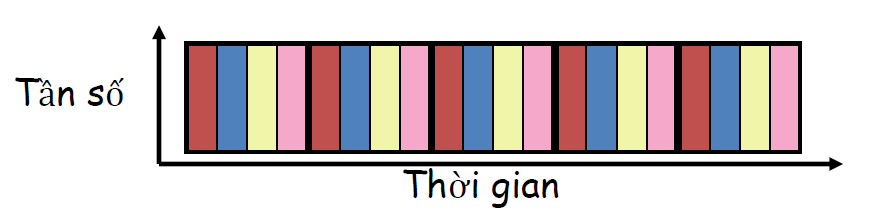 Tần số
Thời gian